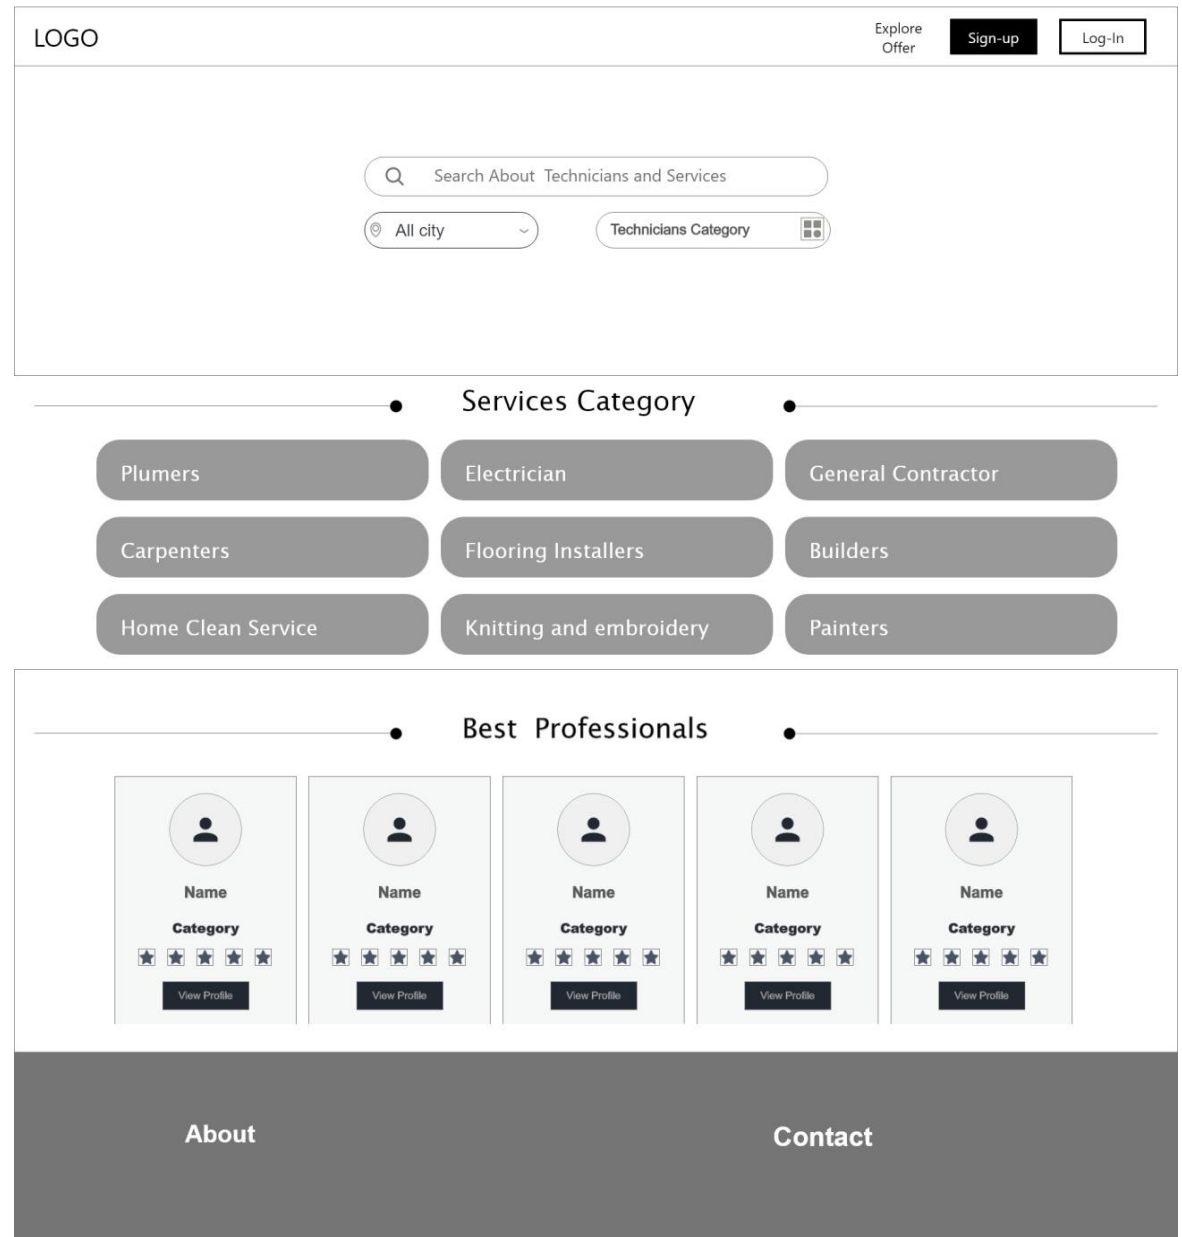 LOGO
Explore
Offer
Sign-up
Log-In
Search About Technicians and Services
All city
Technicians Category
Services Category
Plumers
Electrician
General Contractor
Carpenters
Flooring Installers
Builders
Home Clean Service
Knitting and embroidery
Painters
Best Professionals
Name
Name
Name
Name
Name
Category
Category
Category
Category
Category
View Profile
View Profile
View Profile
View Profile
View Profile
About
Contact